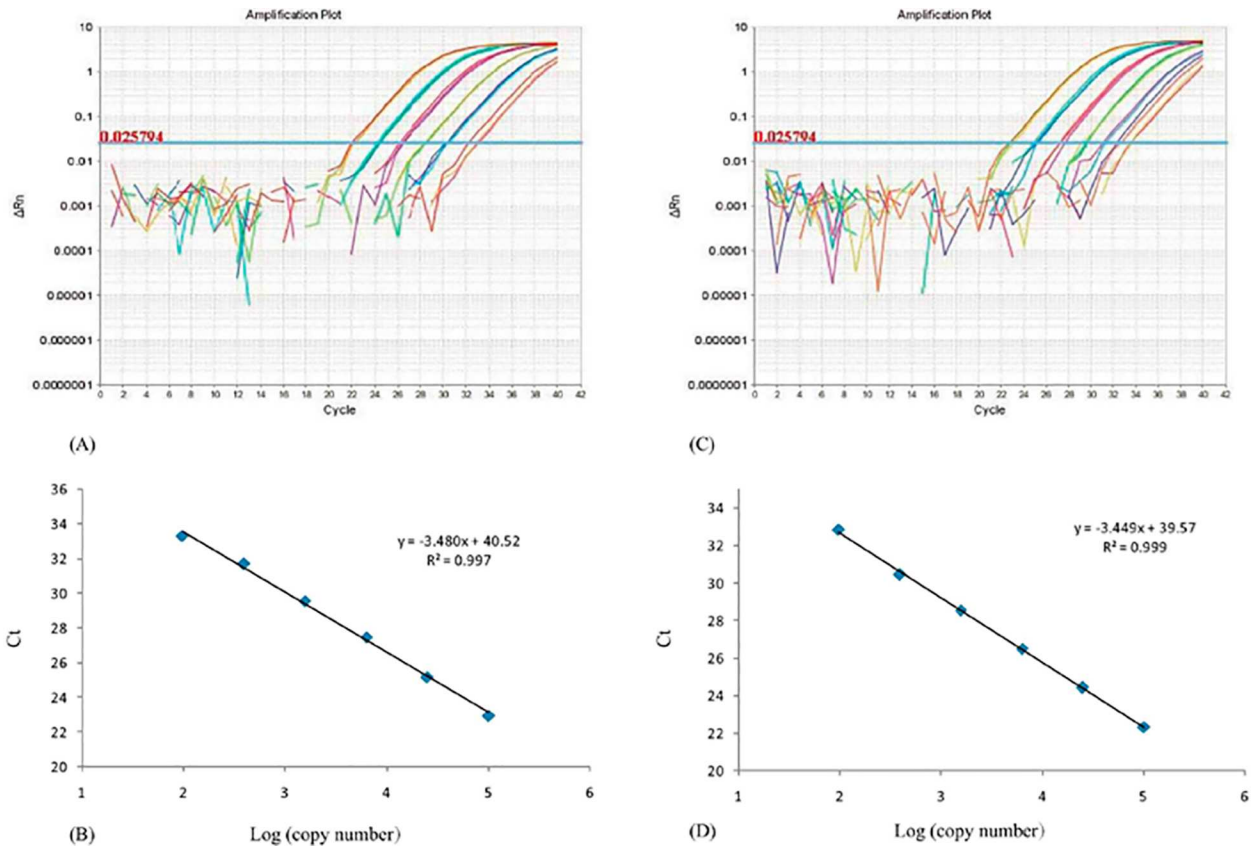 Amplification Plot
10
1
0.1
0.01
0.001
0.0001
0.00001
0.000001
0.0000001
0.025794
ΔRn
0 2 4 6 8 10 12 14 16 18 20 22 24 26 28 30 32 34 36 38 40 42
Cycle
(A)
Amplification Plot
10
1
0.1
0.01
0.001
0.0001
0.00001
0.000001
0.0000001
0.025794
ΔRn
0 2 4 6 8 10 12 14 16 18 20 22 24 26 28 30 32 34 36 38 40 42
Cycle
(C)
36
34
32
30
28
26
24
22
20
Ct
y = -3.480x + 40.52
R² = 0.997
1 2 3 4 5 6
(B)
Log (copy number)
34
32
30
28
26
24
22
20
Ct
y = -3.449x + 39.57
R² = 0.999
1 2 3 4 5 6
(D)
Log (copy number)